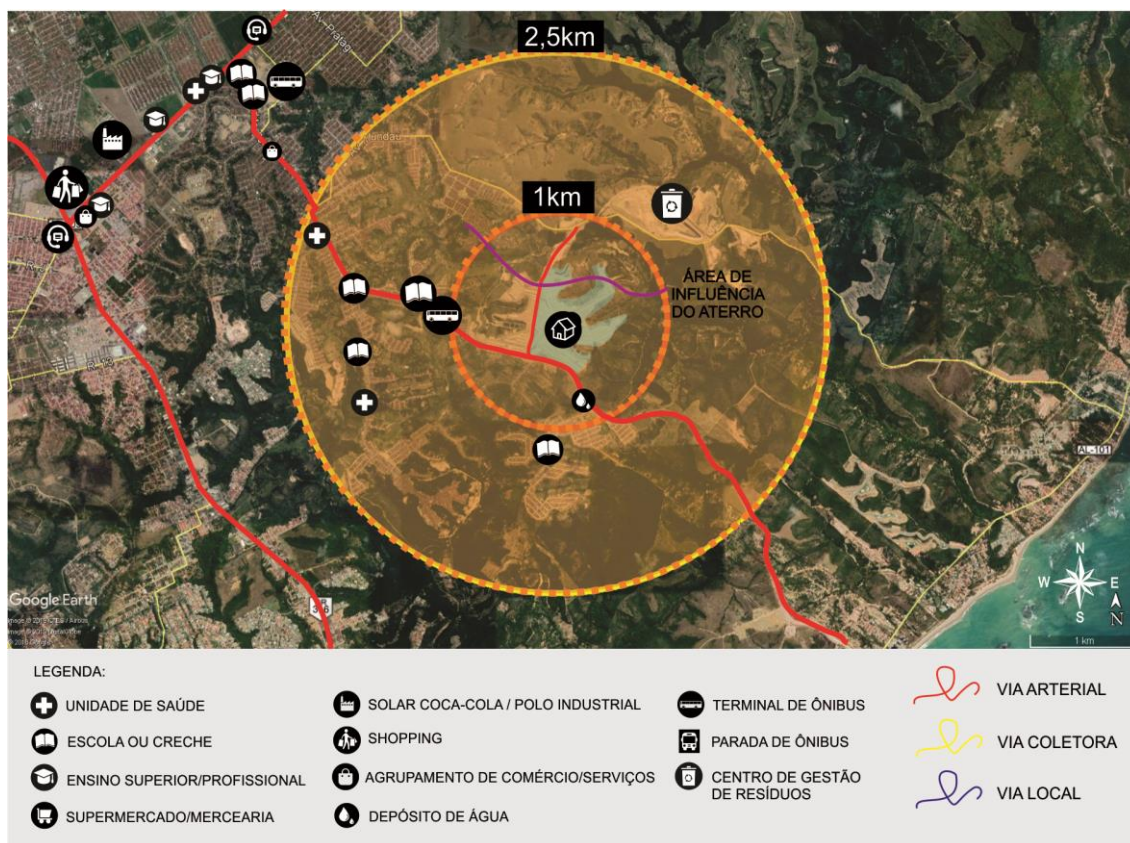 Av. Pratag
2,5km
1km
ÁREA DE
INFLUÊNCIA
DO ATERRO
AL-101
N
W
E
S
N
Google Earth
1 km
LEGENDA:
UNIDADE DE SAÚDE
ESCOLA OU CRECHE
ENSINO SUPERIOR/PROFISSIONAL
SUPERMERCADO/MERCEARIA
SOLAR COCA-COLA / POLO INDUSTRIAL
SHOPPING
AGRUPAMENTO DE COMÉRCIO/SERVIÇOS
DEPÓSITO DE ÁGUA
TERMINAL DE ÔNIBUS
PARADA DE ÔNIBUS
CENTRO DE GESTÃO
DE RESÍDUOS
VIA ARTERIAL
VIA COLETORA
VIA LOCAL